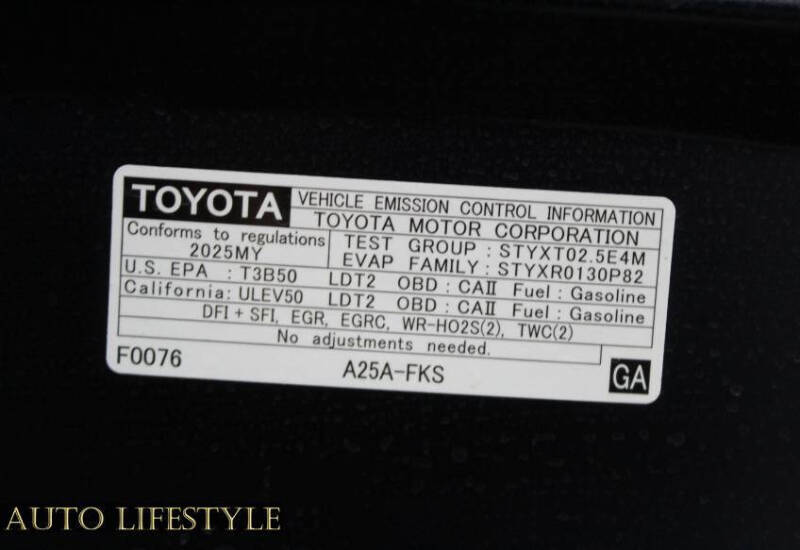 TOYOTA
VEHICLE EMISSION CONTROL INFORMATION
TOYOTA MOTOR CORPORATION
Conforms to regulations
2025MY
TEST GROUP : STYXT02.5E4M
EVAP FAMILY : STYXR0130P82
U.S. EPA : T3B50 LDT2 OBD : CAⅡ Fuel : Gasoline
California: ULEV50 LDT2 OBD : CAⅡ Fuel : Gasoline
DFI + SFI, EGR, EGRC, WR-HO2S(2), TWC(2)
No adjustments needed.
F0076
A25A-FKS
GA
AUTO LIFESTYLE